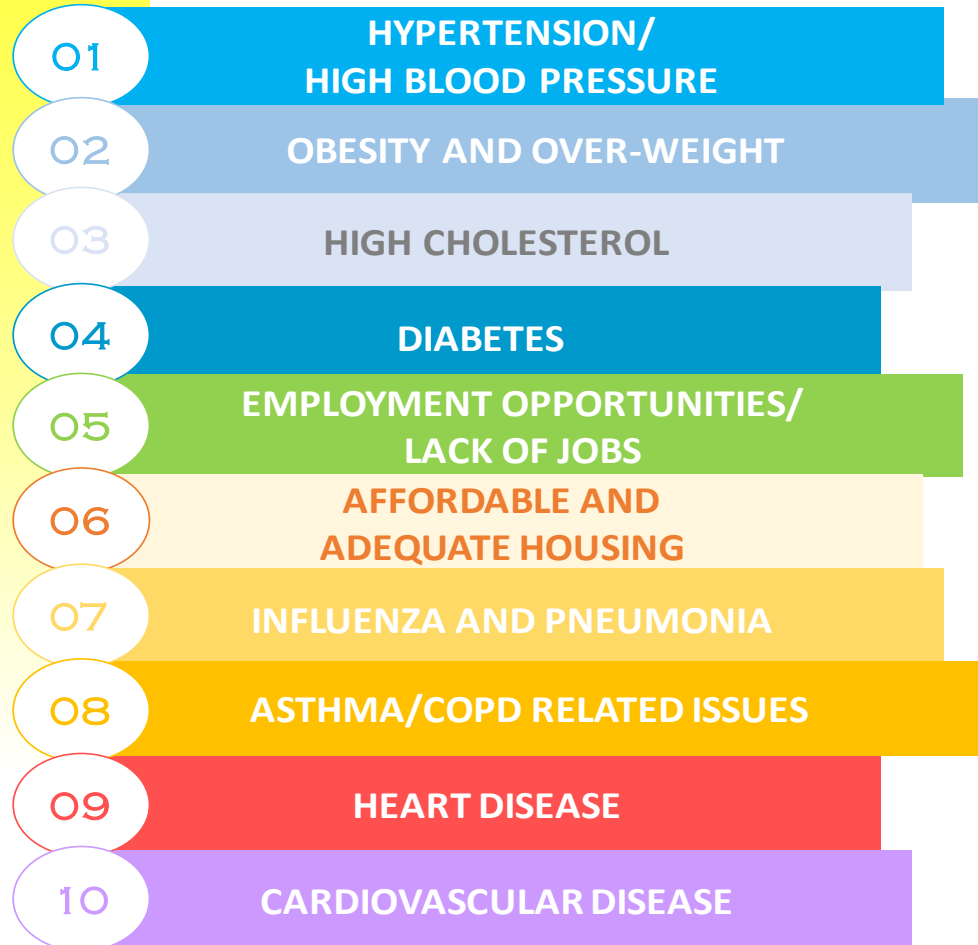 01
HYPERTENSION/
HIGH BLOOD PRESSURE
02
OBESITY AND OVER-WEIGHT
03
HIGH CHOLESTEROL
04
DIABETES
05
EMPLOYMENT OPPORTUNITIES/
LACK OF JOBS
06
AFFORDABLE AND
ADEQUATE HOUSING
07
INFLUENZA AND PNEUMONIA
08
ASTHMA/COPD RELATED ISSUES
09
HEART DISEASE
10
CARDIOVASCULAR DISEASE